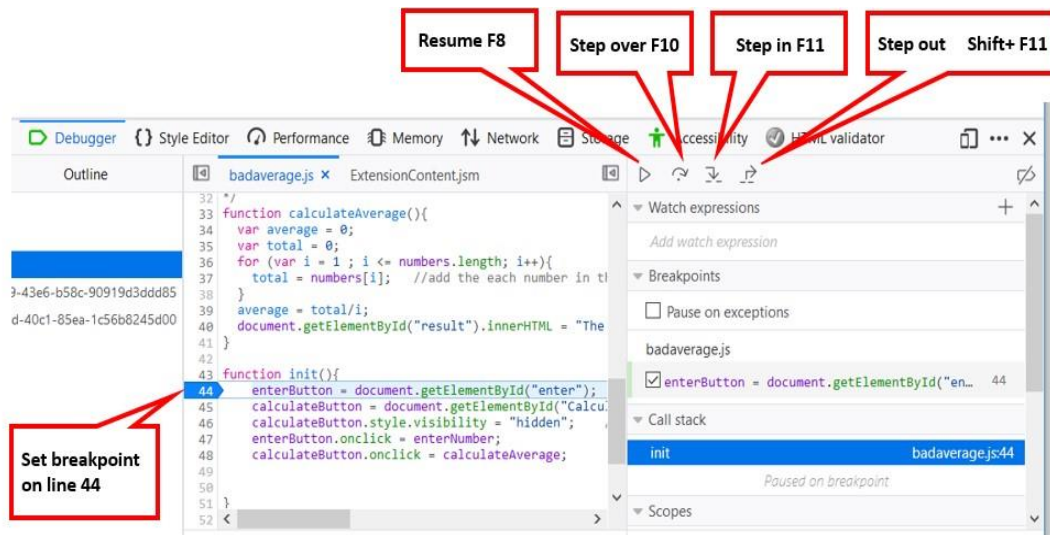 Resume F8
Step over F10
Step in F11
Step out Shift+ F11
Debugger {} Style Editor Performance Memory Network Storage Accessibility HTML validator
Outline
badaverage.js × ExtensionContent.jsm
32 */
33 function calculateAverage(){
34 var average = 0;
35 var total = 0;
36 for (var i = 1 ; i <= numbers.length; i++){
37 total = numbers[i]; //add the each number in th
38 }
39 average = total/i;
40 document.getElementById("result").innerHTML = "The
41 }
42
43 function init(){
44 enterButton = document.getElementById("enter");
45 calculateButton = document.getElementById("Calcul
46 calculateButton.style.visibility = "hidden"; /
47 enterButton.onclick = enterNumber;
48 calculateButton.onclick = calculateAverage;
49
50
51 }
52
9-43e6-b58c-90919d3ddd85
d-40c1-85ea-1c56b8245d00
Set breakpoint
on line 44
Watch expressions
Add watch expression
Breakpoints
Pause on exceptions
badaverage.js
enterButton = document.getElementById("en… 44
Call stack
init badaverage.js:44
Paused on breakpoint
Scopes